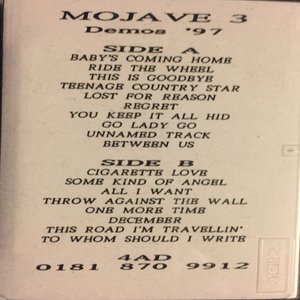 MOJAVE 3
Demos '97
SIDE A
BABY'S COMING HOME
RIDE THE WHEEL
THIS IS GOODBYE
TEENAGE COUNTRY STAR
LOST FOR REASON
REGRET
YOU KEEP IT ALL HID
GO LADY GO
UNNAMED TRACK
BETWEEN US
SIDE B
CIGARETTE LOVE
SOME KIND OF ANGEL
ALL I WANT
THROW AGAINST THE WALL
ONE MORE TIME
DECEMBER
THIS ROAD I'M TRAVELLIN'
TO WHOM SHOULD I WRITE
4AD
0181 870 9912